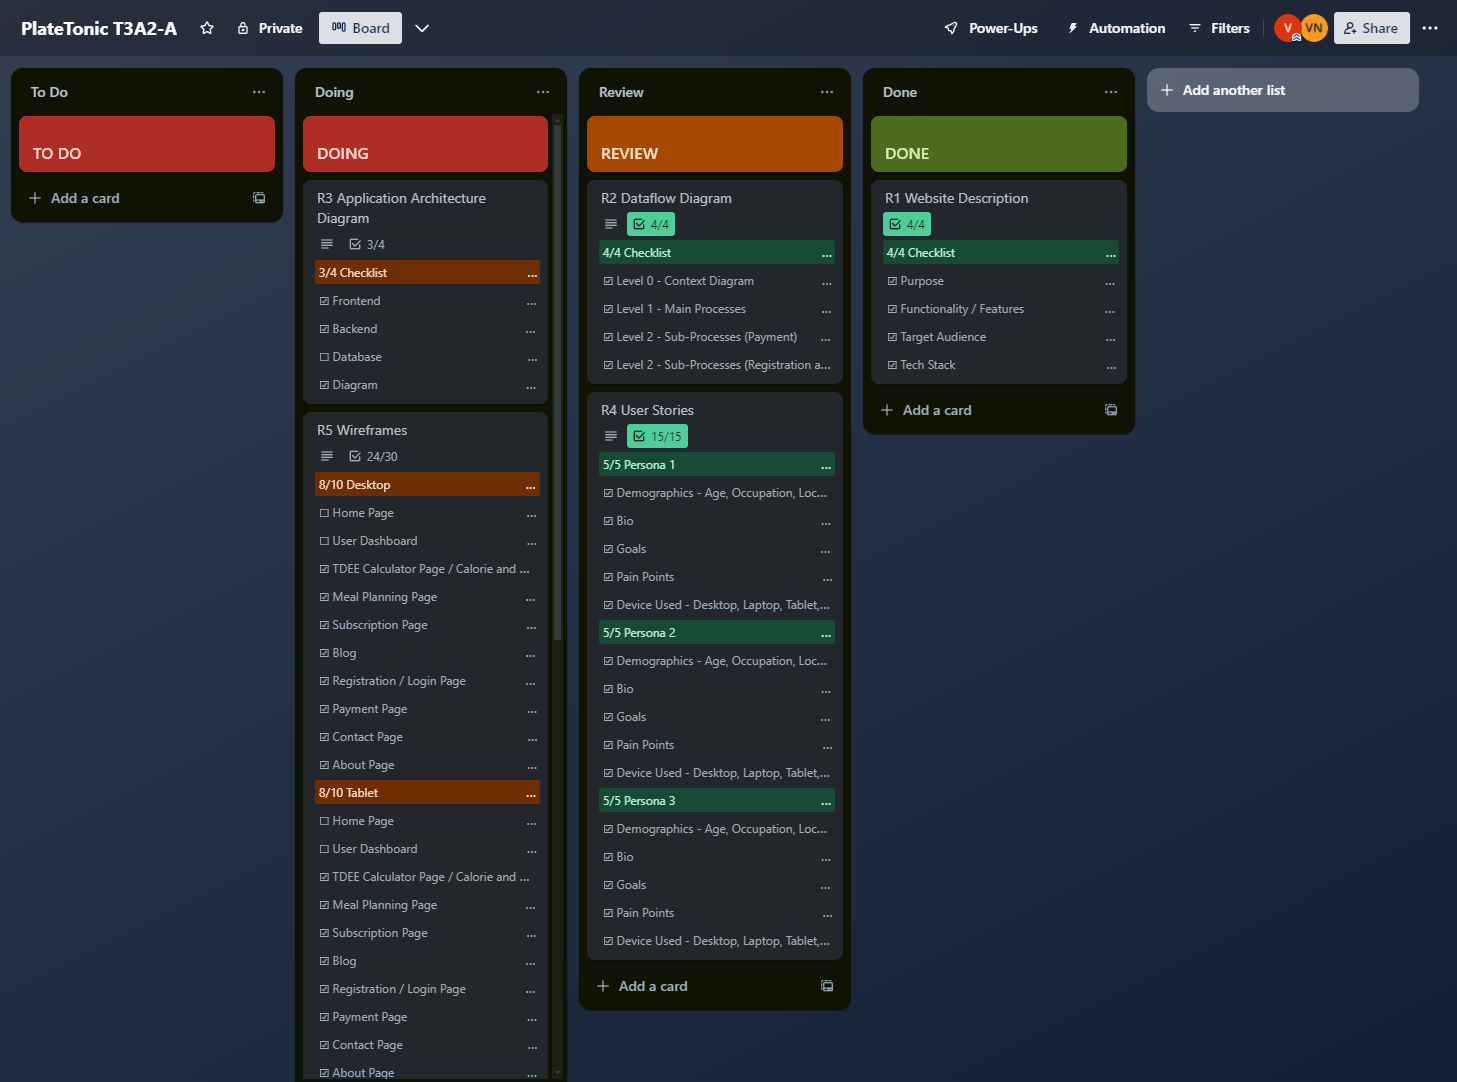 PlateTonic T3A2-A
Private
Board
Power-Ups
Automation
Filters
V
VN
Share
To Do
TO DO
Add a card
Doing
DOING
R3 Application Architecture
Diagram
3/4
3/4 Checklist
Frontend
Backend
Database
Diagram
R5 Wireframes
24/30
8/10 Desktop
Home Page
User Dashboard
TDEE Calculator Page / Calorie and ...
Meal Planning Page
Subscription Page
Blog
Registration / Login Page
Payment Page
Contact Page
About Page
8/10 Tablet
Home Page
User Dashboard
TDEE Calculator Page / Calorie and ...
Meal Planning Page
Subscription Page
Blog
Registration / Login Page
Payment Page
Contact Page
About Page
Review
REVIEW
R2 Dataflow Diagram
4/4
4/4 Checklist
Level 0 - Context Diagram
Level 1 - Main Processes
Level 2 - Sub-Processes (Payment)
Level 2 - Sub-Processes (Registration a...
R4 User Stories
15/15
5/5 Persona 1
Demographics - Age, Occupation, Loc...
Bio
Goals
Pain Points
Device Used - Desktop, Laptop, Tablet,...
5/5 Persona 2
Demographics - Age, Occupation, Loc...
Bio
Goals
Pain Points
Device Used - Desktop, Laptop, Tablet,...
5/5 Persona 3
Demographics - Age, Occupation, Loc...
Bio
Goals
Pain Points
Device Used - Desktop, Laptop, Tablet,...
Add a card
Done
DONE
R1 Website Description
4/4
4/4 Checklist
Purpose
Functionality / Features
Target Audience
Tech Stack
Add a card
Add another list